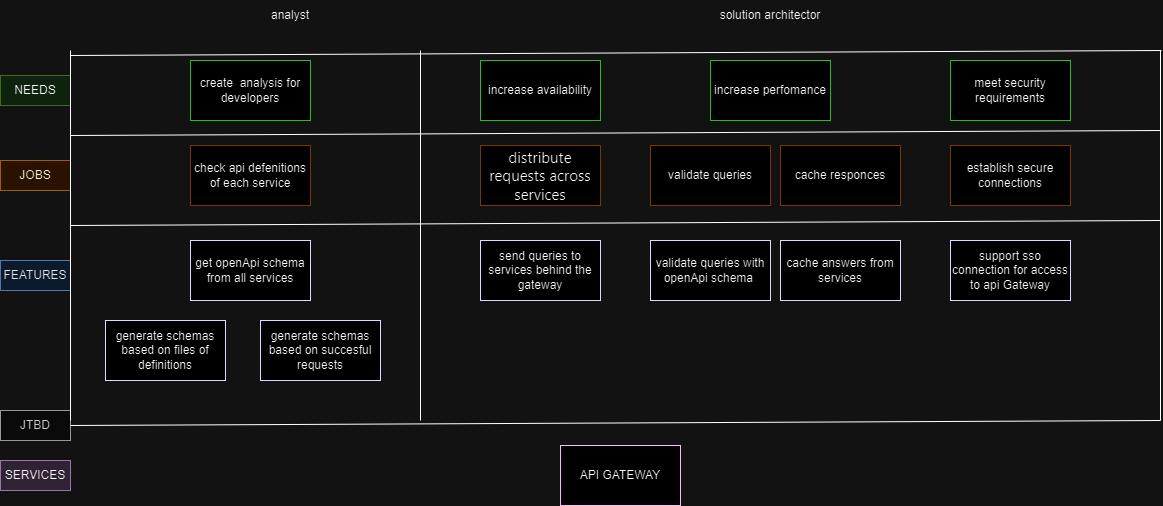 analyst
solution architector
NEEDS
create analysis for
developers
increase availability
increase perfomance
meet security
requirements
JOBS
check api defenitions
of each service
distribute
requests across
services
validate queries
cache responces
establish secure
connections
FEATURES
get openApi schema
from all services
send queries to
services behind the
gateway
validate queries with
openApi schema
cache answers from
services
support sso
connection for access
to api Gateway
generate schemas
based on files of
definitions
generate schemas
based on succesful
requests
JTBD
SERVICES
API GATEWAY